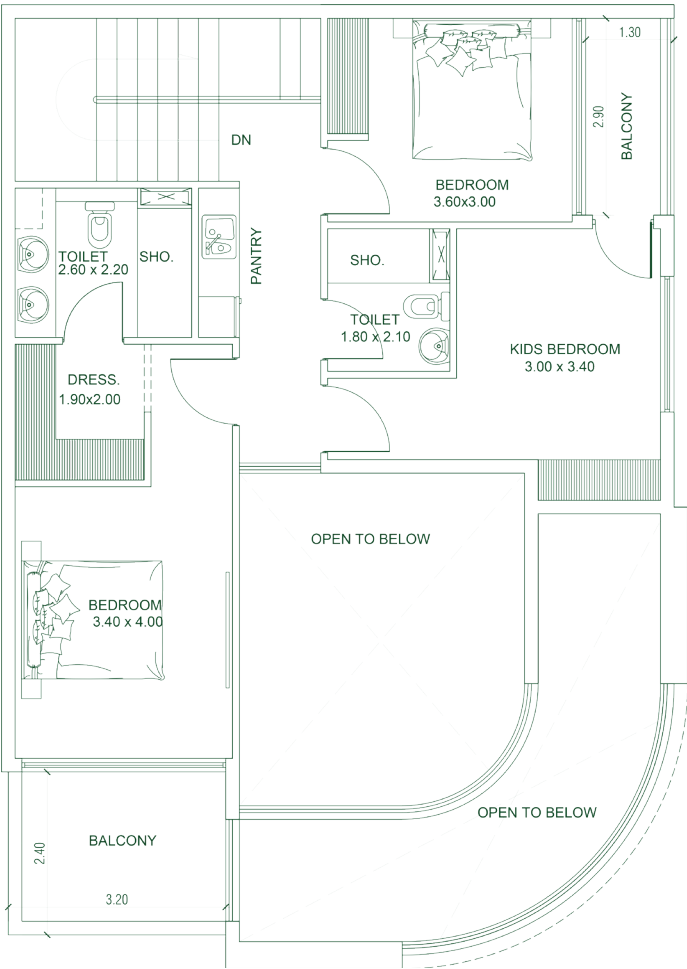 1.30
2.90
BALCONY
DN
BEDROOM
3.60x3.00
TOILET
2.60 x 2.20
SHO.
PANTRY
SHO.
TOILET
1.80 x 2.10
KIDS BEDROOM
3.00 x 3.40
DRESS.
1.90x2.00
OPEN TO BELOW
BEDROOM
3.40 x 4.00
OPEN TO BELOW
BALCONY
2.40
3.20